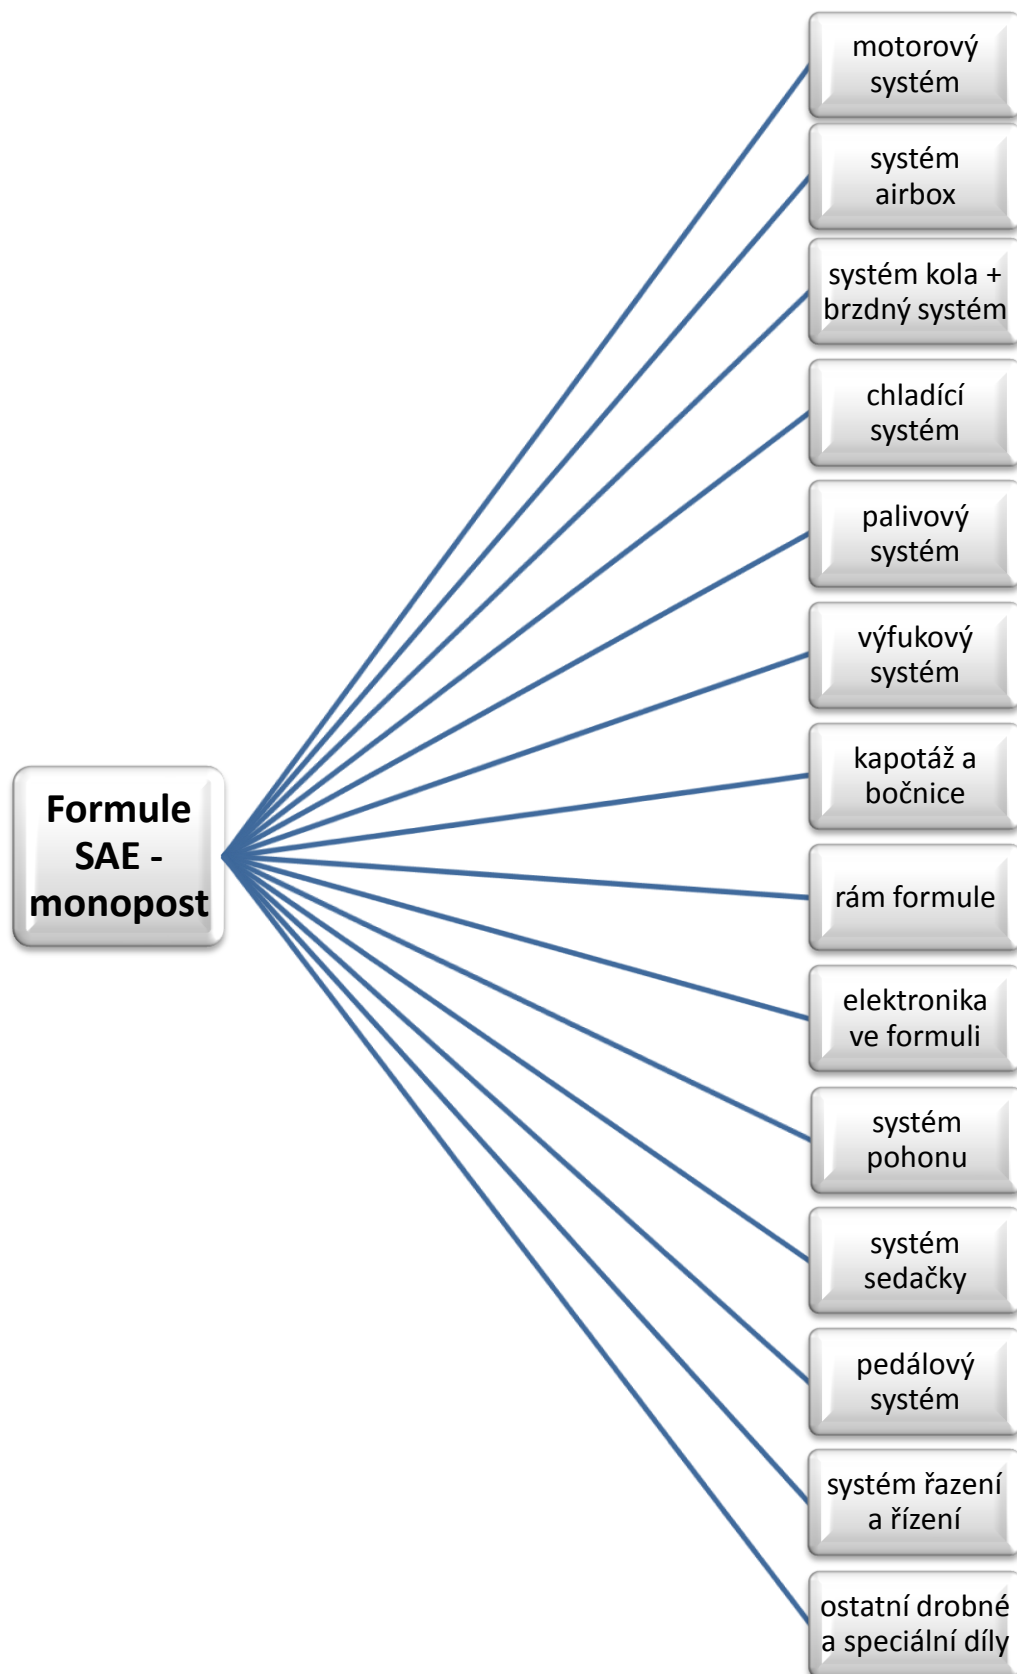 motorový
systém
systém
airbox
systém kola +
brzdný systém
chladící
systém
palivový
systém
výfukový
systém
kapotáž a
bočnice
Formule
SAE -
monopost
rám formule
elektronika
ve formuli
systém
pohonu
systém
sedačky
pedálový
systém
systém řazení
a řízení
ostatní drobné
a speciální díly